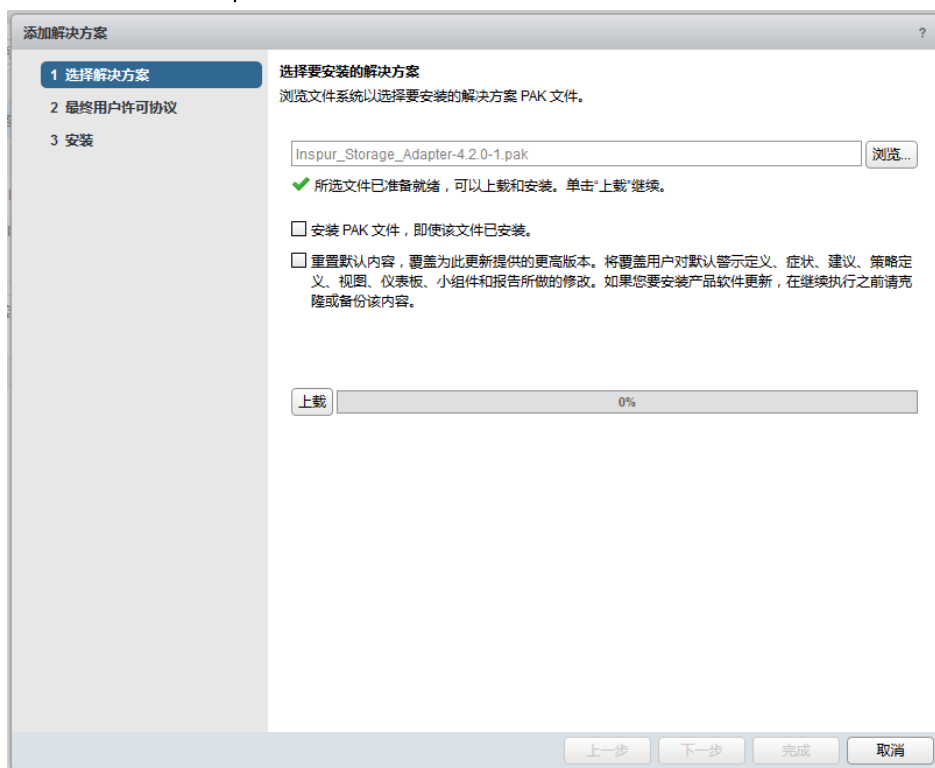 添加解决方案
?
1 选择解决方案
2 最终用户许可协议
3 安装
选择要安装的解决方案
浏览文件系统以选择要安装的解决方案 PAK 文件。
Inspur_Storage_Adapter-4.2.0-1.pak
浏览...
所选文件已准备就绪，可以上载和安装。单击“上载”继续。
安装 PAK 文件，即使该文件已安装。
重置默认内容，覆盖为此更新提供的更高版本。将覆盖用户对默认警示定义、症状、建议、策略定
义、视图、仪表板、小组件和报告所做的修改。如果您要安装产品软件更新，在继续执行之前请克
隆或备份该内容。
上载
0%
上一步
下一步
完成
取消